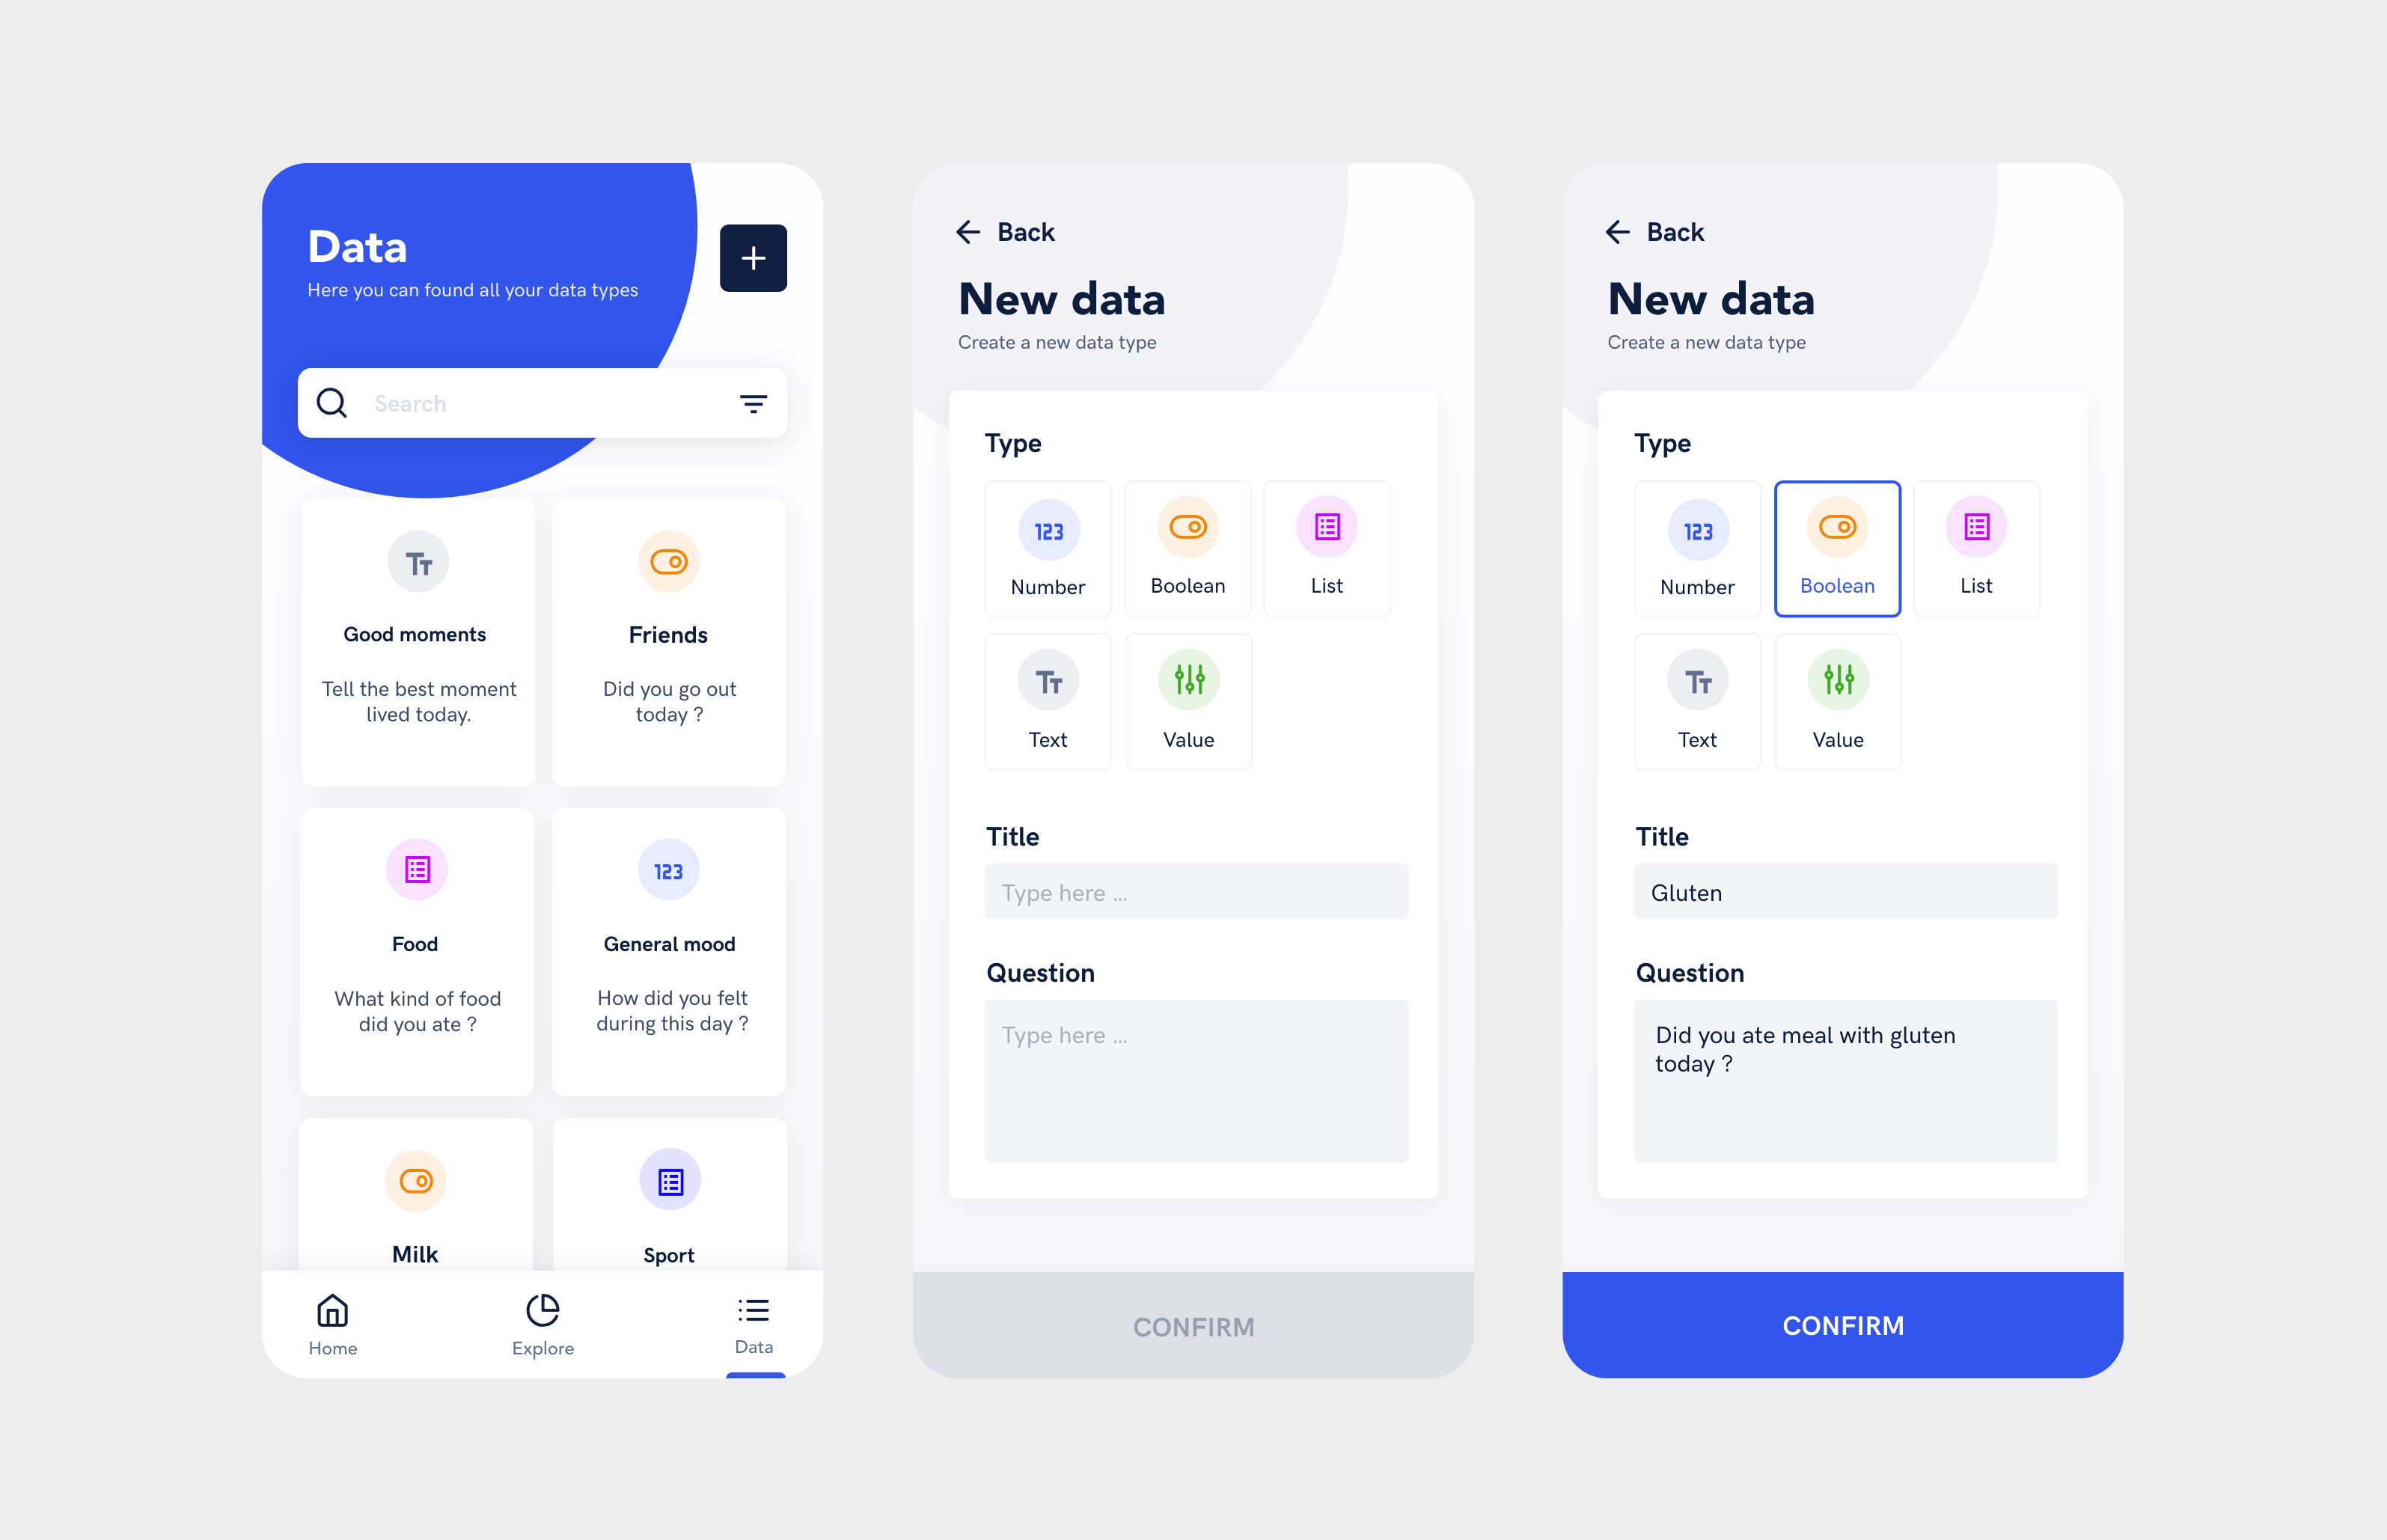 Data
Here you can found all your data types
Search
Good moments
Tell the best moment
lived today.
Friends
Did you go out
today ?
123
Food
What kind of food
did you ate ?
General mood
How did you felt
during this day ?
Milk
Sport
Home
Explore
Data
Back
New data
Create a new data type
Type
123
Number
Boolean
List
TT
Text
Value
Title
Type here ...
Question
Type here ...
CONFIRM
Back
New data
Create a new data type
Type
123
Number
Boolean
List
TT
Text
Value
Title
Gluten
Question
Did you ate meal with gluten
today ?
CONFIRM